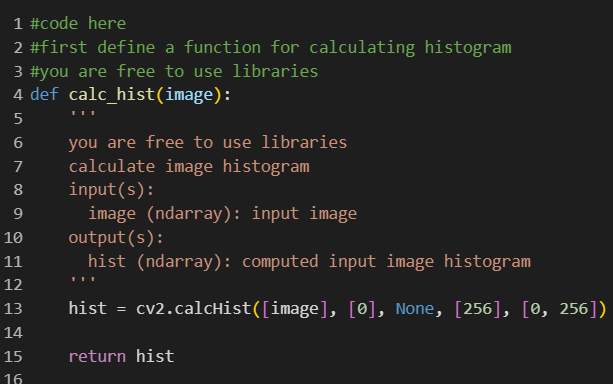 1 #code here
2 #first define a function for calculating histogram
3 #you are free to use libraries
4 def calc_hist(image):
5     '''
6     you are free to use libraries
7     calculate image histogram
8     input(s):
9       image (ndarray): input image
10     output(s):
11       hist (ndarray): computed input image histogram
12     '''
13     hist = cv2.calcHist([image], [0], None, [256], [0, 256])
14
15     return hist
16